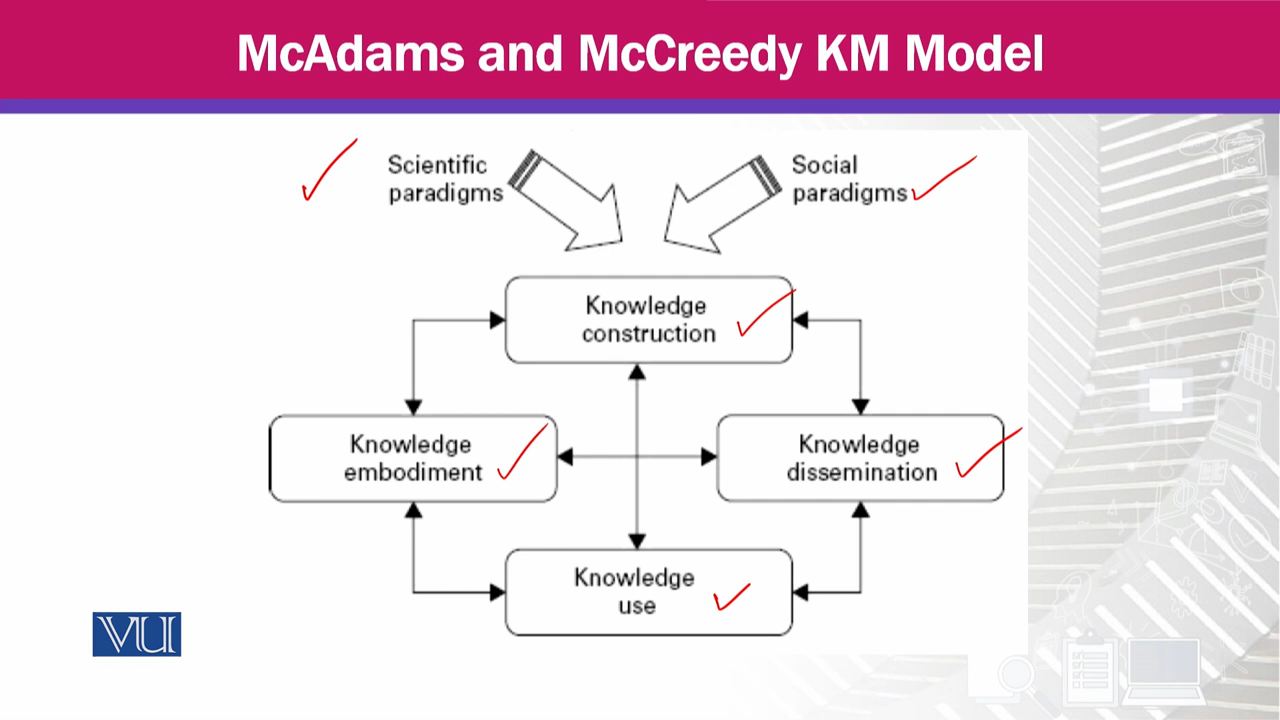 McAdams and McCreedy KM Model
Scientific
paradigms
Social
paradigms
Knowledge
construction
Knowledge
embodiment
Knowledge
dissemination
Knowledge
use
VU